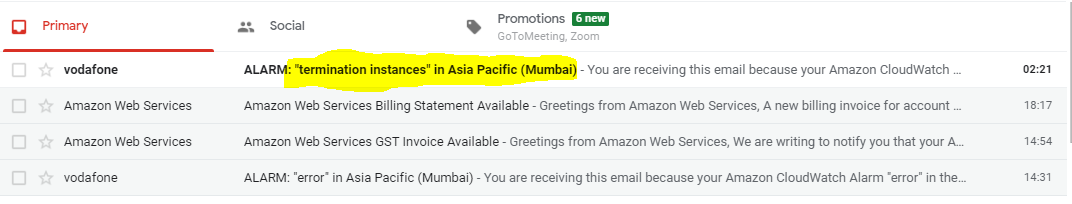 Primary Social Promotions 6 new
GoToMeeting, Zoom
vodafone ALARM: "termination instances" in Asia Pacific (Mumbai) - You are receiving this email because your Amazon CloudWatch ... 02:21
Amazon Web Services Amazon Web Services Billing Statement Available - Greetings from Amazon Web Services, A new billing invoice for account ... 18:17
Amazon Web Services Amazon Web Services GST Invoice Available - Greetings from Amazon Web Services, We are writing to notify you that your A... 14:54
vodafone ALARM: "error" in Asia Pacific (Mumbai) - You are receiving this email because your Amazon CloudWatch Alarm "error" in the... 14:31